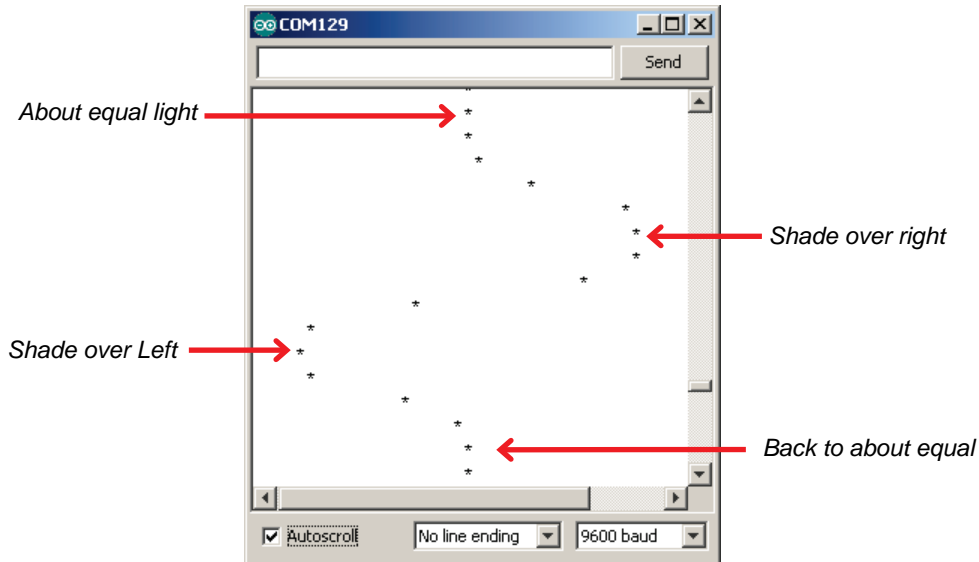 COM129
Send
About equal light
*
*
*
*
*
*
Shade over right
*
*
*
*
*
Shade over Left
*
*
*
*
Back to about equal
*
*
Autoscroll
No line ending
9600 baud